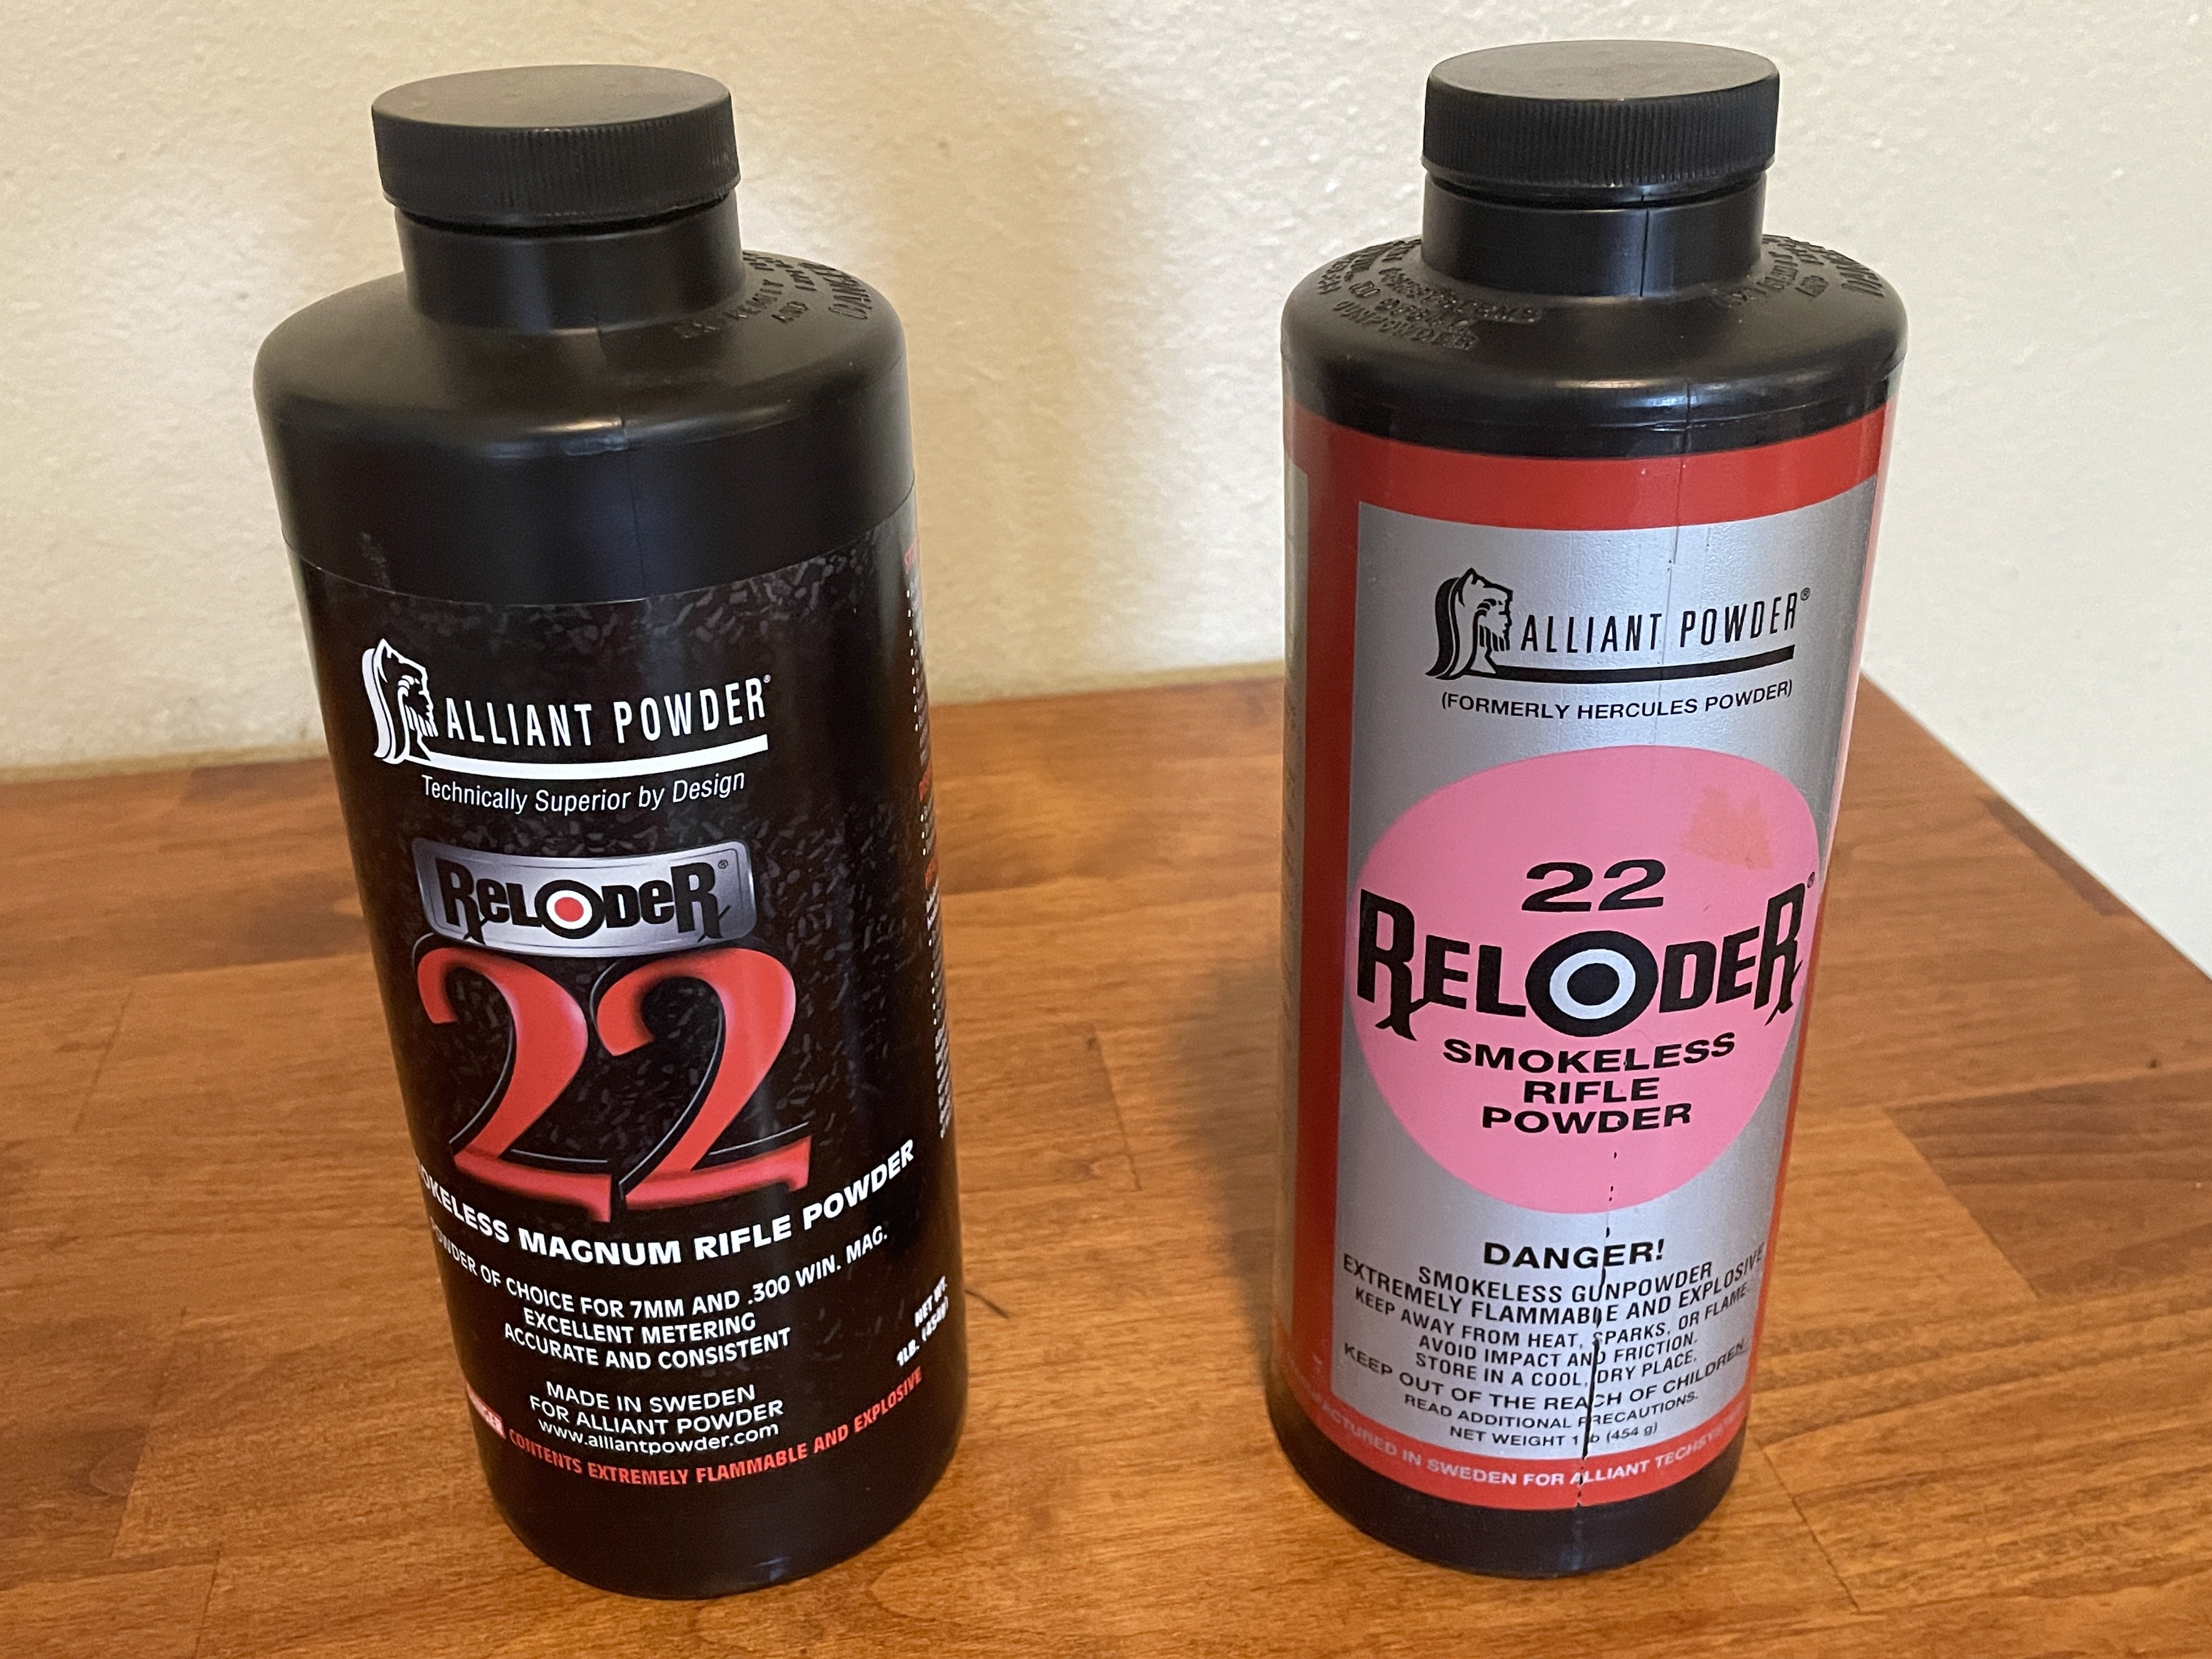 ALLIANT POWDER®
Technically Superior by Design
RELODER®
22
MAGNUM RIFLE POWDER
OF CHOICE FOR 7MM AND .300 WIN. MAG.
EXCELLENT METERING
ACCURATE AND CONSISTENT
NET WT.
1LB. (454g)
MADE IN SWEDEN
FOR ALLIANT POWDER
www.alliantpowder.com
CONTENTS EXTREMELY FLAMMABLE AND EXPLOSIVE
ALLIANT POWDER®
(FORMERLY HERCULES POWDER)
22
RELODER®
SMOKELESS
RIFLE
POWDER
DANGER!
SMOKELESS GUNPOWDER
EXTREMELY FLAMMABLE AND EXPLOSIVE
KEEP AWAY FROM HEAT, SPARKS, OR FLAME.
AVOID IMPACT AND FRICTION.
STORE IN A COOL, DRY PLACE.
KEEP OUT OF THE REACH OF CHILDREN.
READ ADDITIONAL PRECAUTIONS.
NET WEIGHT 1 lb (454 g)
IN SWEDEN FOR ALLIANT